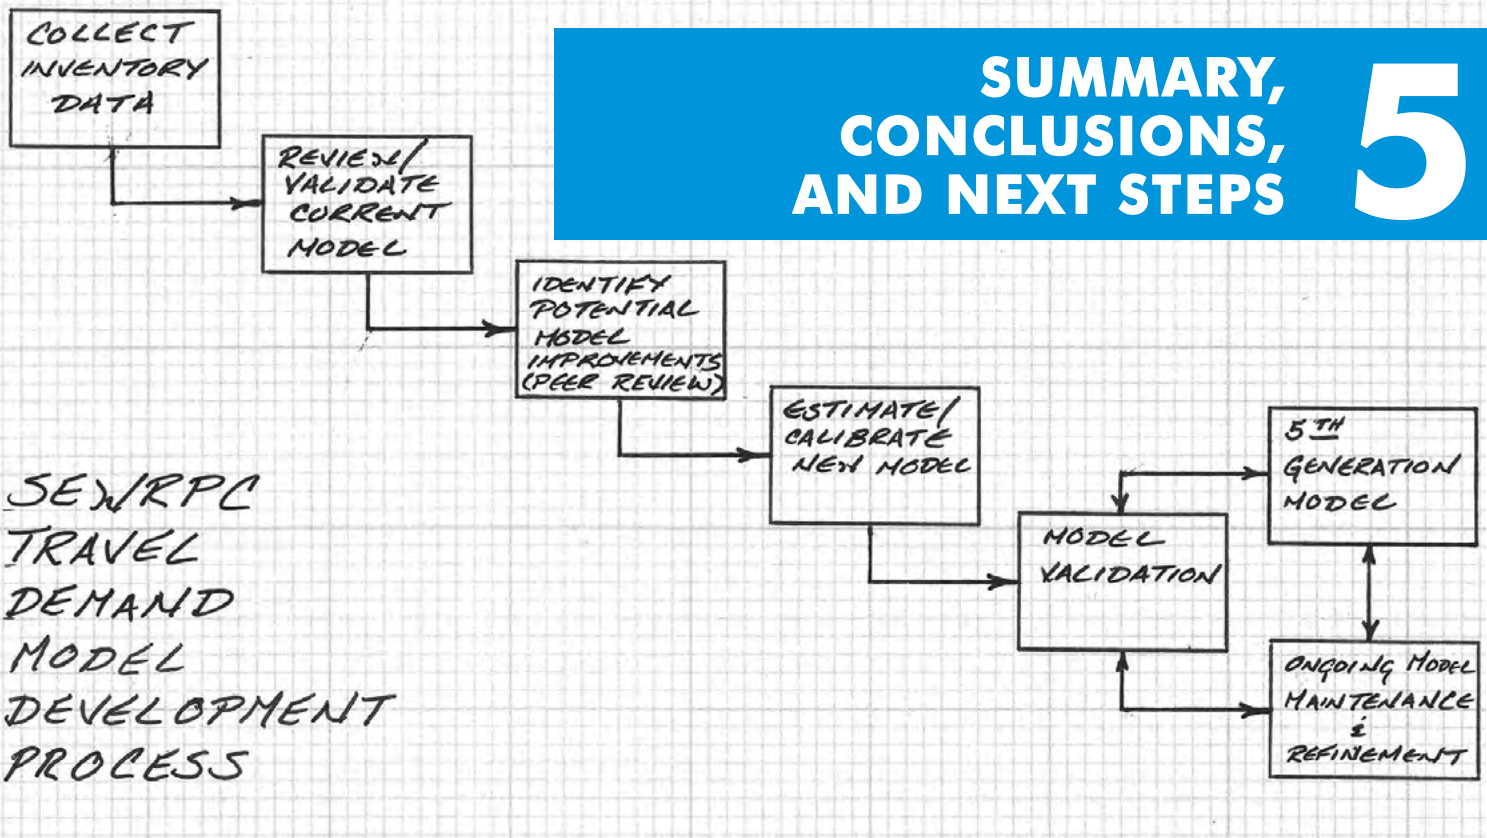 COLLECT
INVENTORY
DATA
SUMMARY,
CONCLUSIONS,
AND NEXT STEPS
5
REVIEW/
VALIDATE
CURRENT
MODEL
IDENTIFY
POTENTIAL
MODEL
IMPROVEMENTS
(PEER REVIEW)
ESTIMATE/
CALIBRATE
NEW MODEL
MODEL
VALIDATION
5TH
GENERATION
MODEL
ONGOING MODEL
MAINTENANCE
&
REFINEMENT
SEWRPC
TRAVEL
DEMAND
MODEL
DEVELOPMENT
PROCESS